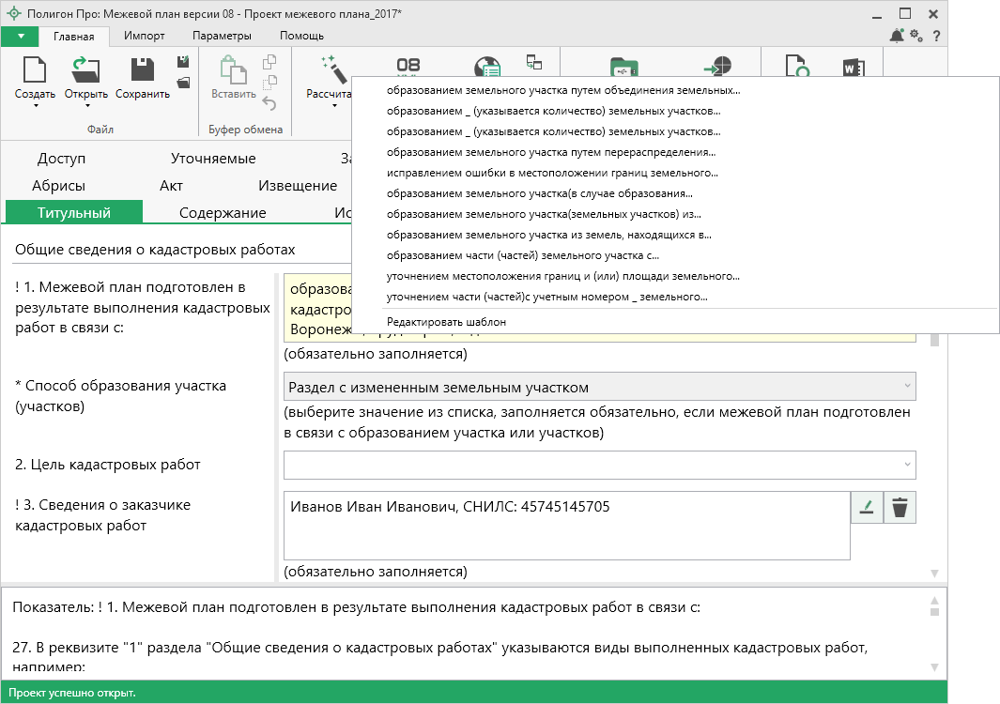 Полигон Про: Межевой план версии 08 - Проект межевого плана_2017*
Главная Импорт Параметры Помощь
?
08
W
Создать Открыть Сохранить Вставить
Файл Буфер обмена
образованием земельного участка путем объединения земельных...
образованием _ (указывается количество) земельных участков...
образованием _ (указывается количество) земельных участков...
образованием земельного участка путем перераспределения...
исправлением ошибки в местоположении границ земельного...
образованием земельного участка(в случае образования...
образованием земельного участка(земельных участков) из...
образованием земельного участка из земель, находящихся в...
образованием части (частей) земельного участка с...
уточнением местоположения границ и (или) площади земельного...
уточнением части (частей)с учетным номером _ земельного...
Редактировать шаблон
Доступ Уточняемые
Абрисы Акт Извещение
Титульный Содержание
Общие сведения о кадастровых работах
! 1. Межевой план подготовлен в
результате выполнения кадастровых
работ в связи с:
(обязательно заполняется)
* Способ образования участка
(участков)
Раздел с измененным земельным участком
(выберите значение из списка, заполняется обязательно, если межевой план подготовлен
в связи с образованием участка или участков)
2. Цель кадастровых работ
! 3. Сведения о заказчике
кадастровых работ
Иванов Иван Иванович, СНИЛС: 45745145705
(обязательно заполняется)
Показатель: ! 1. Межевой план подготовлен в результате выполнения кадастровых работ в связи с:
27. В реквизите "1" раздела "Общие сведения о кадастровых работах" указываются виды выполненных кадастровых работ,
например:
Проект успешно открыт.